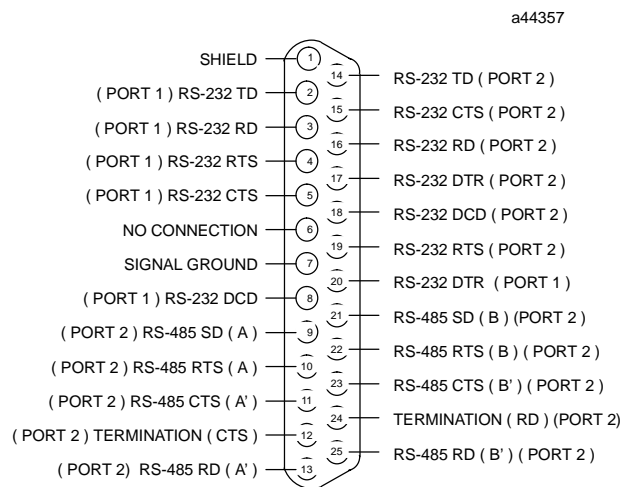 a44357
SHIELD 1
( PORT 1 ) RS-232 TD 2
( PORT 1 ) RS-232 RD 3
( PORT 1 ) RS-232 RTS 4
( PORT 1 ) RS-232 CTS 5
NO CONNECTION 6
SIGNAL GROUND 7
( PORT 1 ) RS-232 DCD 8
( PORT 2 ) RS-485 SD ( A ) 9
( PORT 2 ) RS-485 RTS ( A ) 10
( PORT 2 ) RS-485 CTS ( A' ) 11
( PORT 2 ) TERMINATION ( CTS ) 12
( PORT 2) RS-485 RD ( A' ) 13
14 RS-232 TD ( PORT 2 )
15 RS-232 CTS ( PORT 2 )
16 RS-232 RD ( PORT 2 )
17 RS-232 DTR ( PORT 2 )
18 RS-232 DCD ( PORT 2 )
19 RS-232 RTS ( PORT 2 )
20 RS-232 DTR ( PORT 1 )
21 RS-485 SD ( B ) (PORT 2 )
22 RS-485 RTS ( B ) ( PORT 2 )
23 RS-485 CTS ( B' ) ( PORT 2 )
24 TERMINATION ( RD ) (PORT 2)
25 RS-485 RD ( B' ) ( PORT 2 )